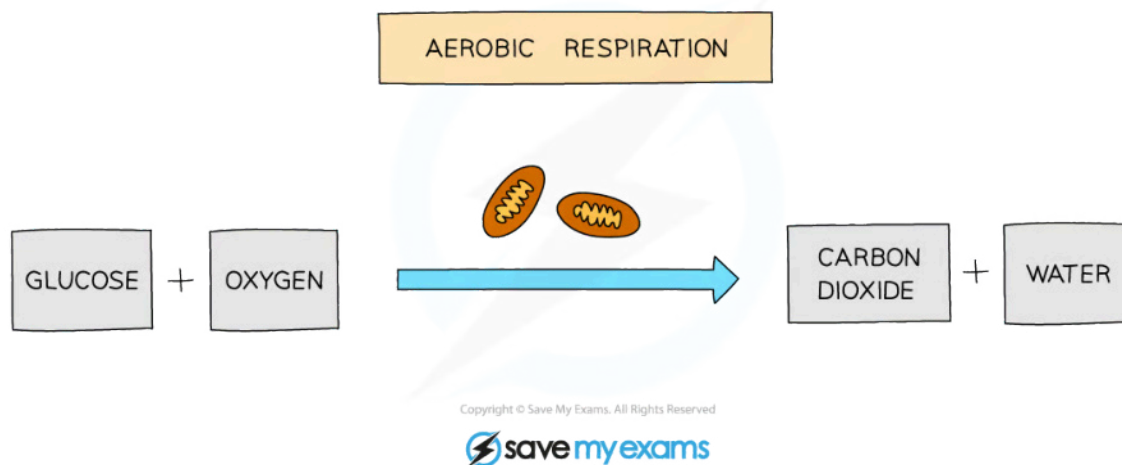 AEROBIC RESPIRATION
GLUCOSE + OXYGEN
CARBON
DIOXIDE + WATER
Copyright © Save My Exams. All Rights Reserved
save my exams